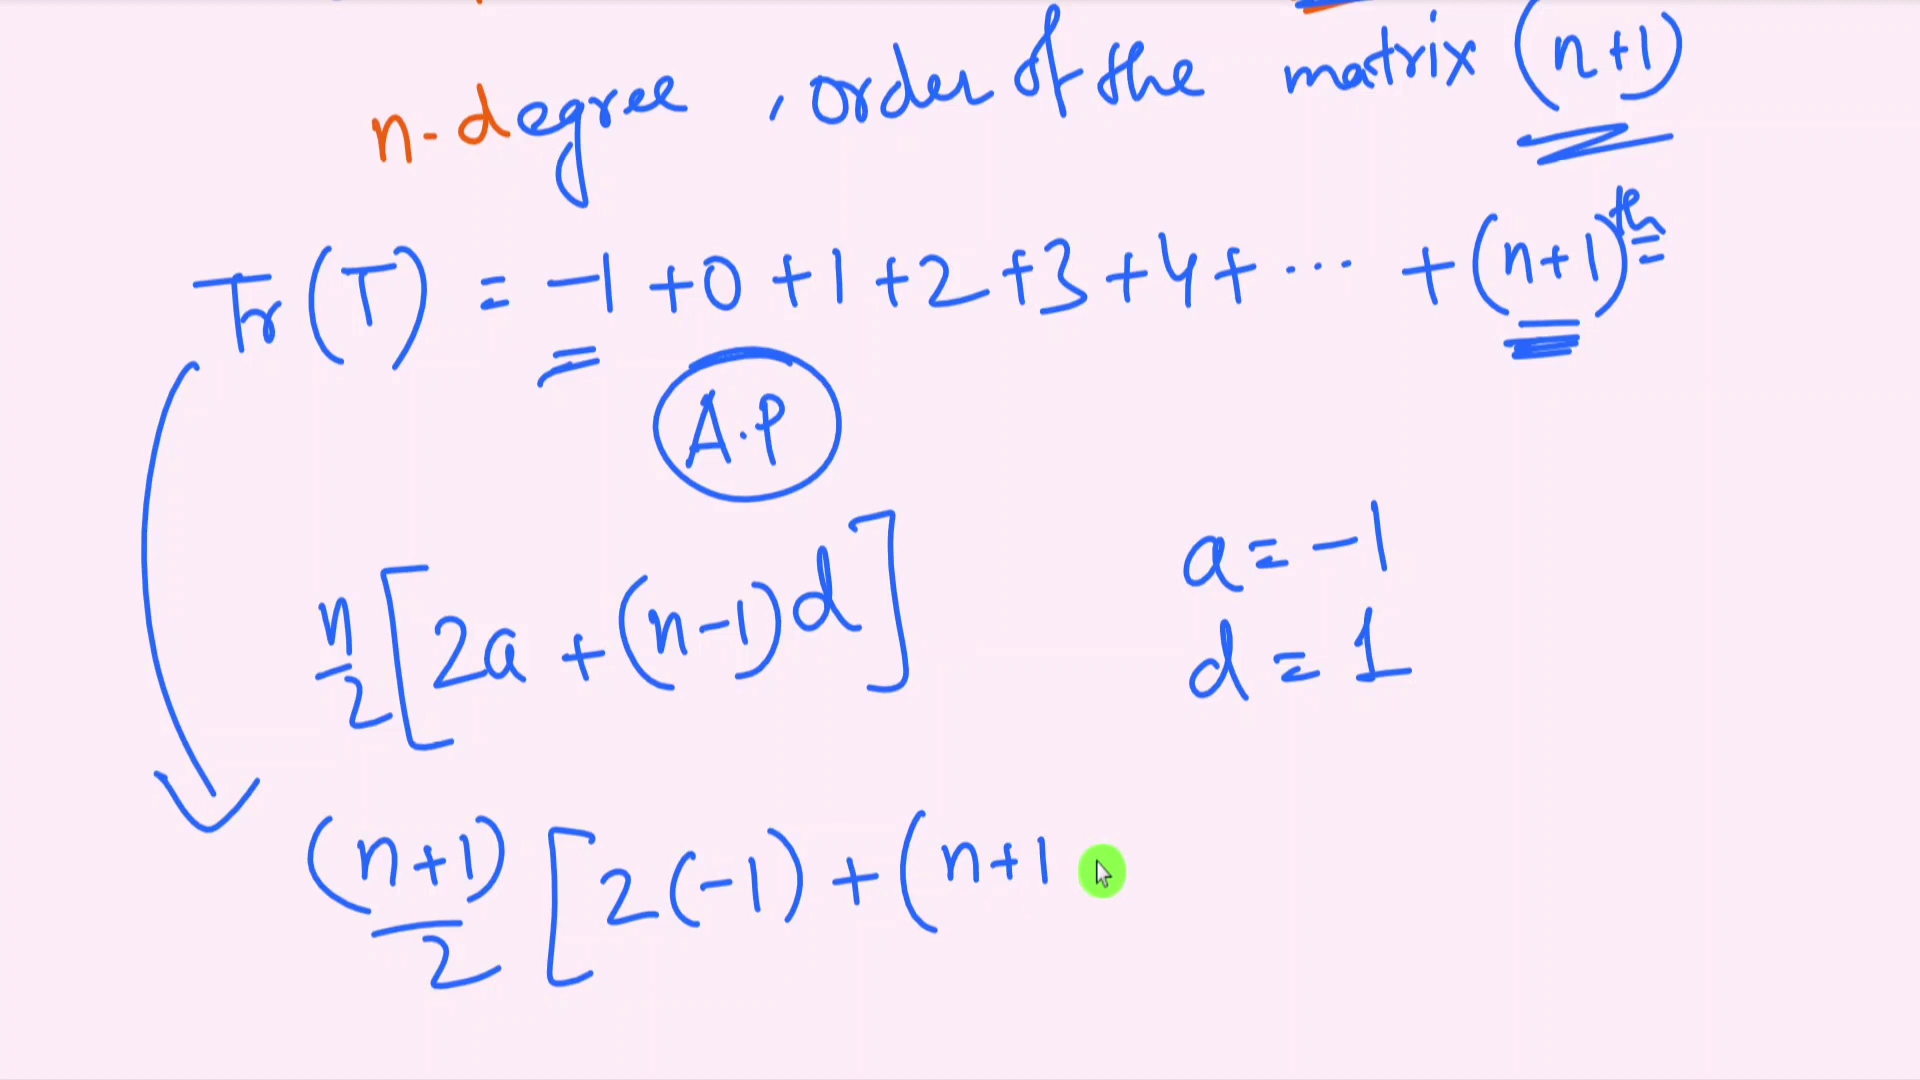 n-degree , order of the matrix (n+1)
Tr(T) = -1 +0 +1 +2 +3 +4 + .... + (n+1)th
A.P
n/2 [2a + (n-1)d]
a = -1
d = 1
(n+1)/2 [2(-1) + (n+1